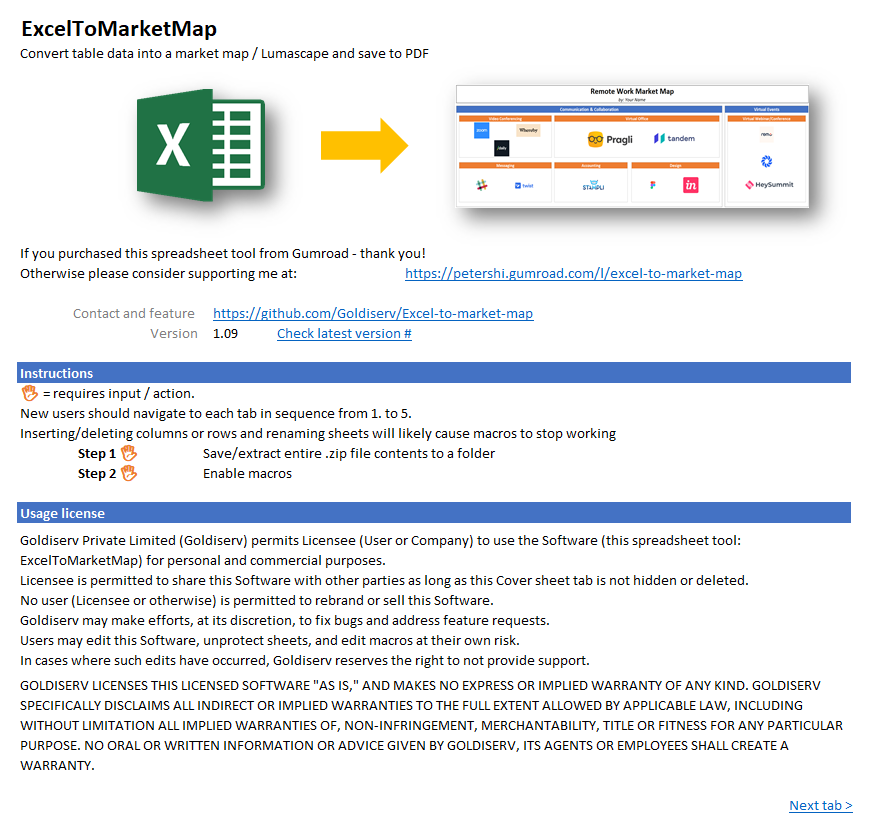 ExcelToMarketMap
Convert table data into a market map / Lumascape and save to PDF
X
Remote Work Market Map
by: Your Name
Communication & Collaboration
Virtual Events
Video Conferencing
Virtual Office
Virtual Webinar/Conference
zoom
Whereby
/daily
Pragli
tandem
remo
Messaging
Accounting
Design
twist
STAMPLI
in
HeySummit
If you purchased this spreadsheet tool from Gumroad - thank you!
Otherwise please consider supporting me at: https://petershi.gumroad.com/l/excel-to-market-map
Contact and feature https://github.com/Goldiserv/Excel-to-market-map
Version 1.09 Check latest version #
Instructions
= requires input / action.
New users should navigate to each tab in sequence from 1. to 5.
Inserting/deleting columns or rows and renaming sheets will likely cause macros to stop working
Step 1 Save/extract entire .zip file contents to a folder
Step 2 Enable macros
Usage license
Goldiserv Private Limited (Goldiserv) permits Licensee (User or Company) to use the Software (this spreadsheet tool:
ExcelToMarketMap) for personal and commercial purposes.
Licensee is permitted to share this Software with other parties as long as this Cover sheet tab is not hidden or deleted.
No user (Licensee or otherwise) is permitted to rebrand or sell this Software.
Goldiserv may make efforts, at its discretion, to fix bugs and address feature requests.
Users may edit this Software, unprotect sheets, and edit macros at their own risk.
In cases where such edits have occurred, Goldiserv reserves the right to not provide support.
GOLDISERV LICENSES THIS LICENSED SOFTWARE "AS IS," AND MAKES NO EXPRESS OR IMPLIED WARRANTY OF ANY KIND. GOLDISERV
SPECIFICALLY DISCLAIMS ALL INDIRECT OR IMPLIED WARRANTIES TO THE FULL EXTENT ALLOWED BY APPLICABLE LAW, INCLUDING
WITHOUT LIMITATION ALL IMPLIED WARRANTIES OF, NON-INFRINGEMENT, MERCHANTABILITY, TITLE OR FITNESS FOR ANY PARTICULAR
PURPOSE. NO ORAL OR WRITTEN INFORMATION OR ADVICE GIVEN BY GOLDISERV, ITS AGENTS OR EMPLOYEES SHALL CREATE A
WARRANTY.
Next tab >